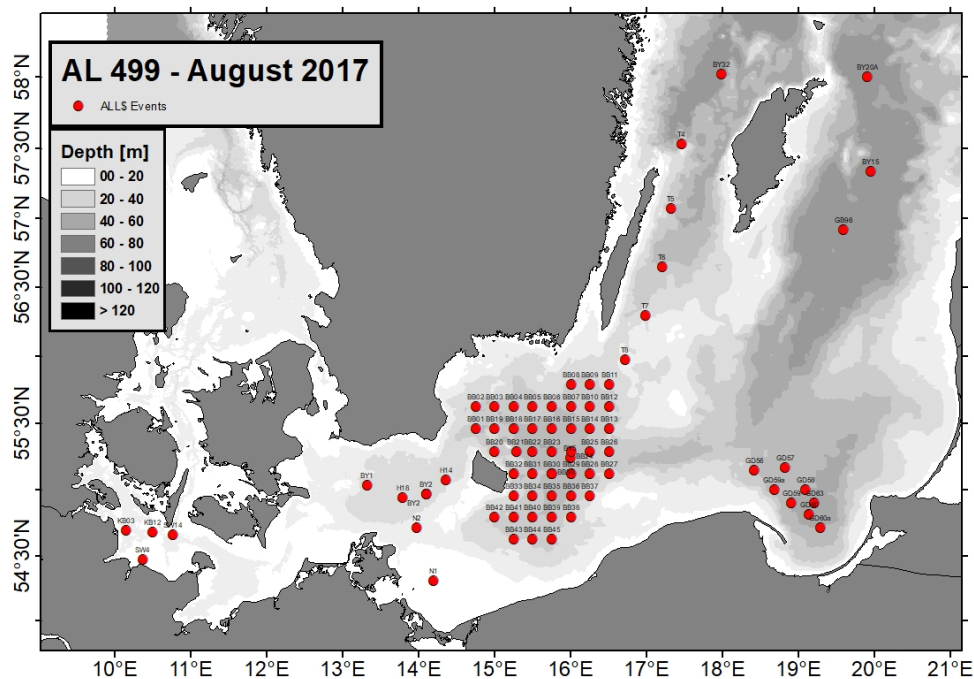 AL 499 - August 2017
ALL$ Events
Depth [m]
00 - 20
20 - 40
40 - 60
60 - 80
80 - 100
100 - 120
> 120
58°N
57°30'N
57°N
56°30'N
55°30'N
54°30'N
BY32 BY20A
T4
BY15
T5
GB96
T6
T7
T8
BB08 BB09 BB11
BB02 BB03 BB04 BB05 BB06 BB07 BB10 BB12
BB01 BB19 BB18 BB17 BB16 BB15 BB14 BB13
BB20 BB21 BB22 BB23 BB25 BB26
BB32 BB31 BB30 BB29 BB28 BB27
BB33 BB34 BB35 BB36 BB37
BB42 BB41 BB40 BB39 BB38
BB43 BB44 BB45
GD56 GD57
GD59a GD58
GD59 GD63
GD60a
BY1 H18 BY2 H14
BY2
N2
N1
KB03 KB12
SW4
10°E 11°E 12°E 13°E 14°E 15°E 16°E 17°E 18°E 19°E 20°E 21°E